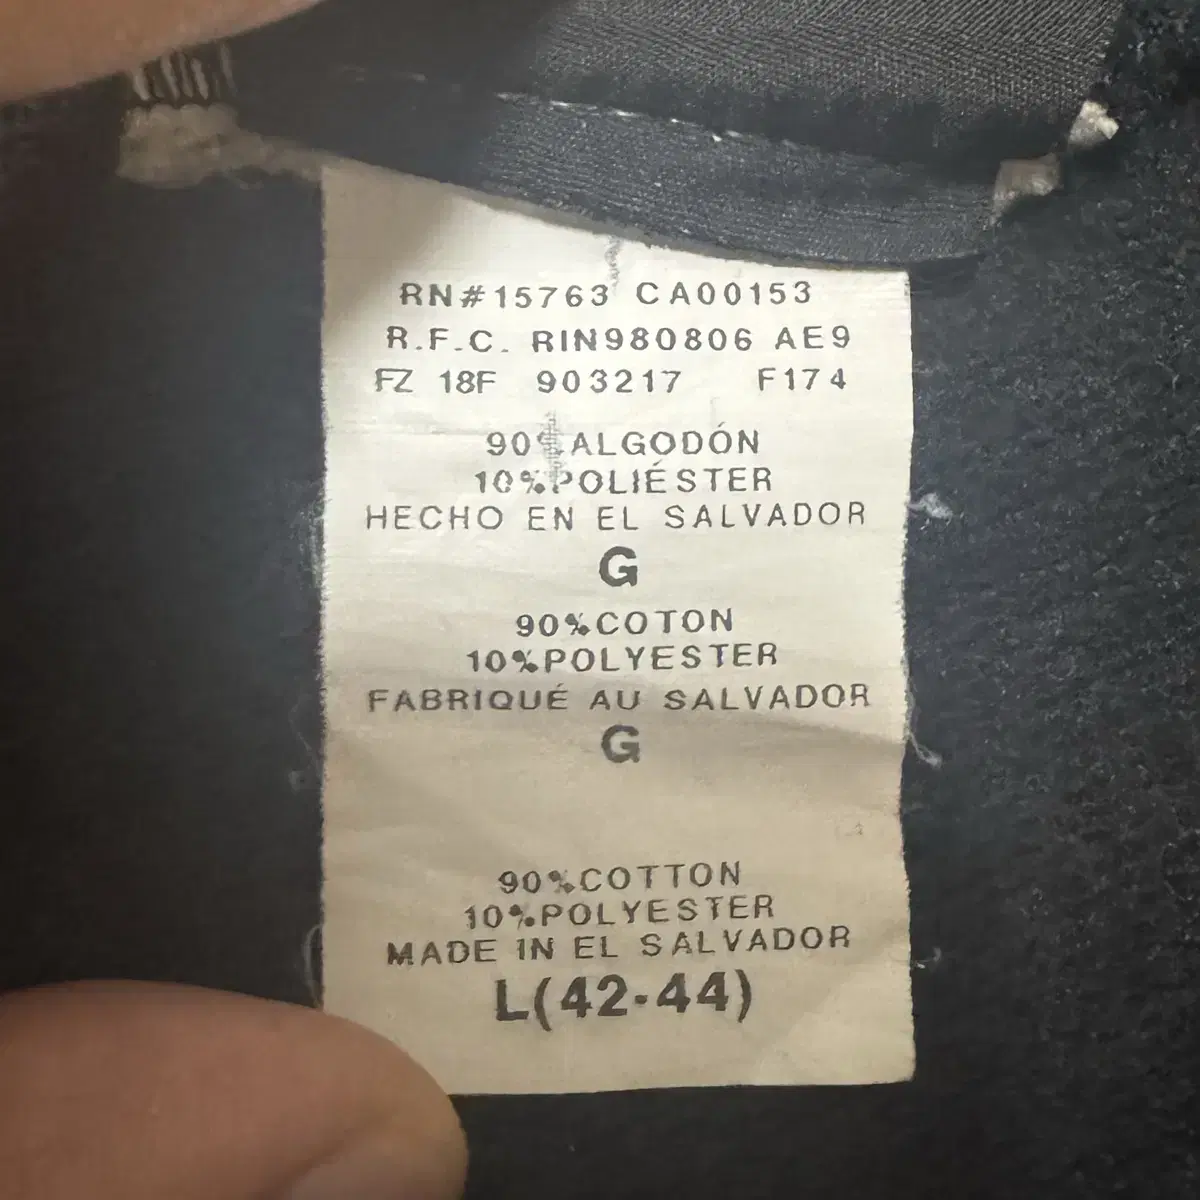 RN#15763 CA00153
R.F.C. RIN980806 AE9
FZ 18F 903217 F174
90% ALGODÓN
10%POLIÉSTER
HECHO EN EL SALVADOR
G
90%COTON
10%POLYESTER
FABRIQUÉ AU SALVADOR
G
90%COTTON
10%POLYESTER
MADE IN EL SALVADOR
L(42-44)